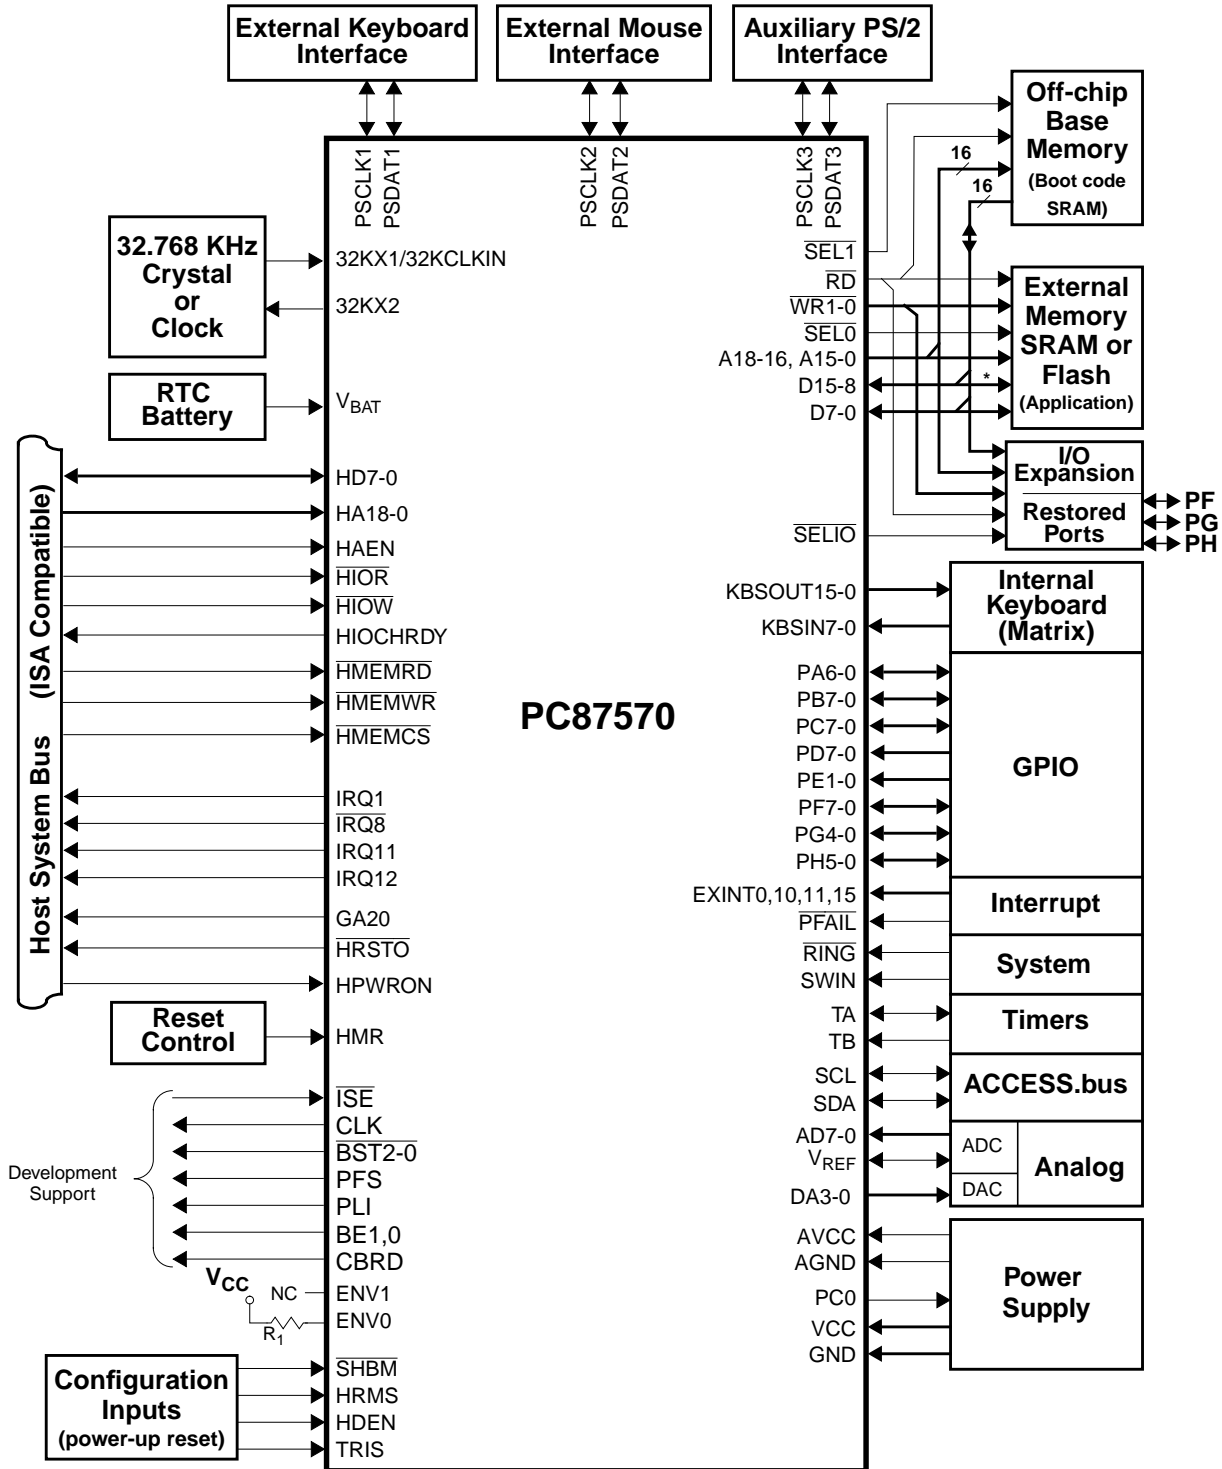 External Keyboard
Interface
External Mouse
Interface
Auxiliary PS/2
Interface
PSCLK1
PSDAT1
PSCLK2
PSDAT2
PSCLK3
PSDAT3
Off-chip
Base
Memory
(Boot code
SRAM)
16
16
32.768 KHz
Crystal
or
Clock
32KX1/32KCLKIN
32KX2
RTC
Battery
VBAT
SEL1
RD
WR1-0
SEL0
A18-16, A15-0
D15-8
*
D7-0
External
Memory
SRAM or
Flash
(Application)
I/O
Expansion
Restored
Ports
PF
PG
PH
SELIO
Host System Bus (ISA Compatible)
HD7-0
HA18-0
HAEN
HIOR
HIOW
HIOCHRDY
HMEMRD
HMEMWR
HMEMCS
IRQ1
IRQ8
IRQ11
IRQ12
GA20
HRSTO
HPWRON
PC87570
KBSOUT15-0
KBSIN7-0
Internal
Keyboard
(Matrix)
PA6-0
PB7-0
PC7-0
PD7-0
PE1-0
PF7-0
PG4-0
PH5-0
GPIO
EXINT0,10,11,15
PFAIL
Interrupt
RING
SWIN
System
TA
TB
Timers
SCL
SDA
ACCESS.bus
AD7-0
VREF
DA3-0
ADC
DAC
Analog
AVCC
AGND
PC0
VCC
GND
Power
Supply
Reset
Control
HMR
Development
Support
ISE
CLK
BST2-0
PFS
PLI
BE1,0
CBRD
VCC
NC
ENV1
R1
ENV0
Configuration
Inputs
(power-up reset)
SHBM
HRMS
HDEN
TRIS